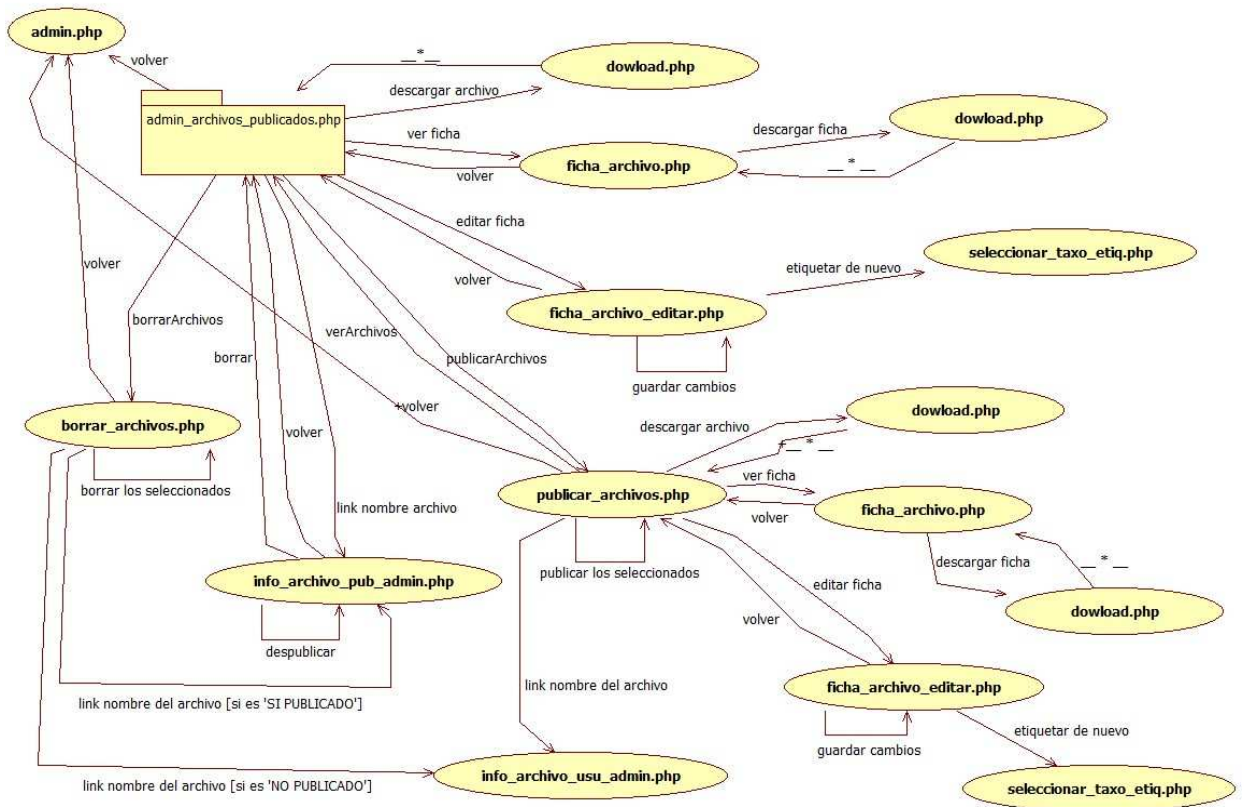 admin.php
volver
__*__
dowload.php
descargar archivo
admin_archivos_publicados.php
ver ficha
volver
ficha_archivo.php
descargar ficha
dowload.php
__*__
editar ficha
volver
ficha_archivo_editar.php
etiquetar de nuevo
seleccionar_taxo_etiq.php
guardar cambios
volver
borrarArchivos
borrar
verArchivos
publicarArchivos
volver
+volver
borrar_archivos.php
borrar los seleccionados
link nombre archivo
descargar archivo
dowload.php
+__*__
publicar_archivos.php
ver ficha
volver
ficha_archivo.php
publicar los seleccionados
descargar ficha
__*__
dowload.php
info_archivo_pub_admin.php
despublicar
editar ficha
volver
link nombre del archivo [si es 'SI PUBLICADO']
link nombre del archivo
ficha_archivo_editar.php
guardar cambios
etiquetar de nuevo
link nombre del archivo [si es 'NO PUBLICADO']
info_archivo_usu_admin.php
seleccionar_taxo_etiq.php